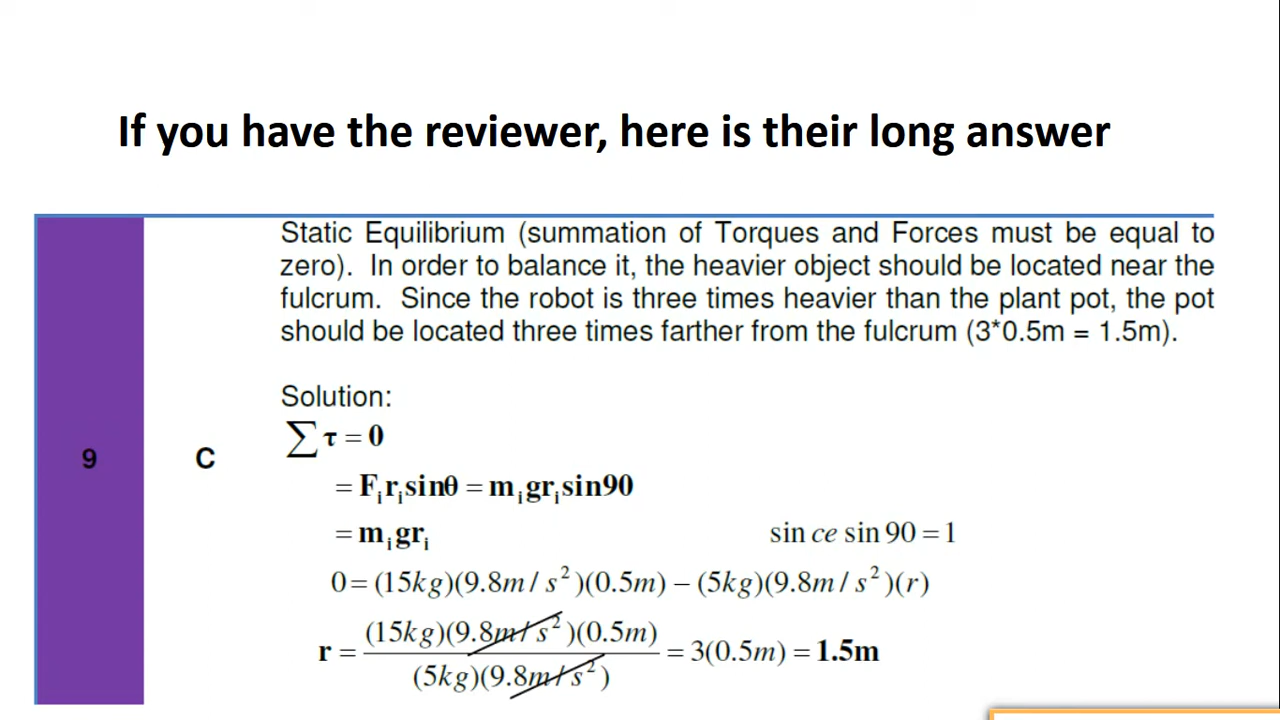 If you have the reviewer, here is their long answer
Static Equilibrium (summation of Torques and Forces must be equal to
zero). In order to balance it, the heavier object should be located near the
fulcrum. Since the robot is three times heavier than the plant pot, the pot
should be located three times farther from the fulcrum (3*0.5m = 1.5m).
Solution:
∑ τ = 0
9
C
= Fᵢrᵢsinθ = mᵢgrᵢsin90
= mᵢgrᵢ sin ce sin 90 = 1
0 = (15kg)(9.8m / s²)(0.5m) − (5kg)(9.8m / s²)(r)
r = (15kg)(9.8m / s²)(0.5m) / (5kg)(9.8m / s²) = 3(0.5m) = 1.5m